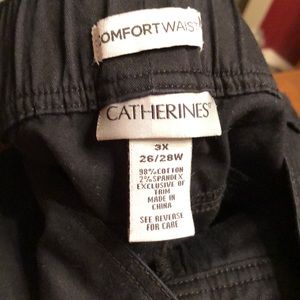 COMFORTWAIST
CATHERINES®
3X
26/28W
98%COTTON
2%SPANDEX
EXCLUSIVE OF
TRIM
MADE IN
CHINA
SEE REVERSE
FOR CARE